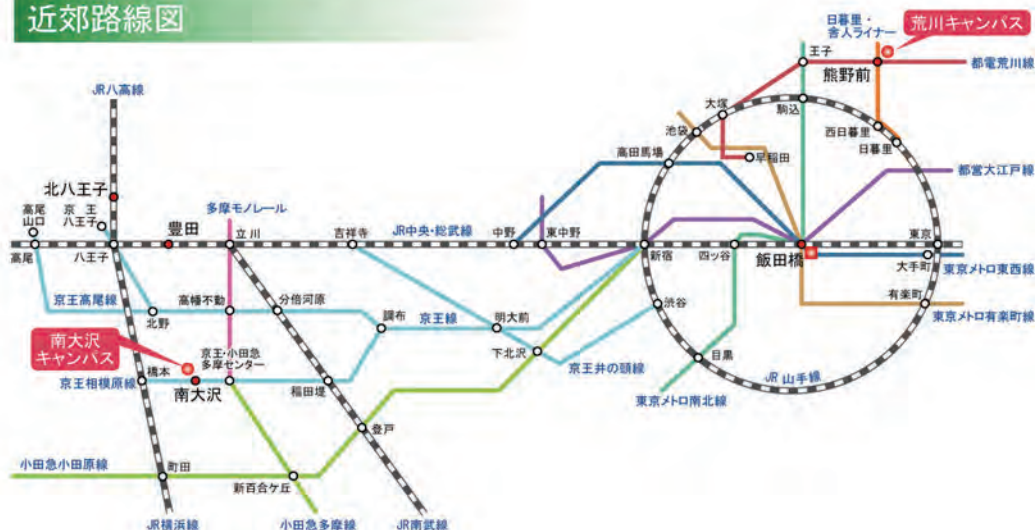 近郊路線図
日暮里・
舎人ライナー
荒川キャンパス
王子
熊野前
都電荒川線
JR八高線
大塚
駒込
池袋
西日暮里
日暮里
高田馬場
早稲田
都営大江戸線
北八王子
高尾
山口
京王
八王子
豊田
多摩モノレール
立川
吉祥寺
JR中央・総武線
中野
東中野
新宿
四ッ谷
飯田橋
東京
高尾
八王子
大手町
東京メトロ東西線
京王高尾線
北野
高幡不動
分倍河原
調布
京王線
明大前
渋谷
有楽町
東京メトロ有楽町線
南大沢
キャンパス
京王・小田急
多摩センター
下北沢
京王井の頭線
目黒
JR山手線
京王相模原線
橋本
南大沢
稲田堤
東京メトロ南北線
登戸
小田急小田原線
町田
新百合ケ丘
JR横浜線
小田急多摩線
JR南武線